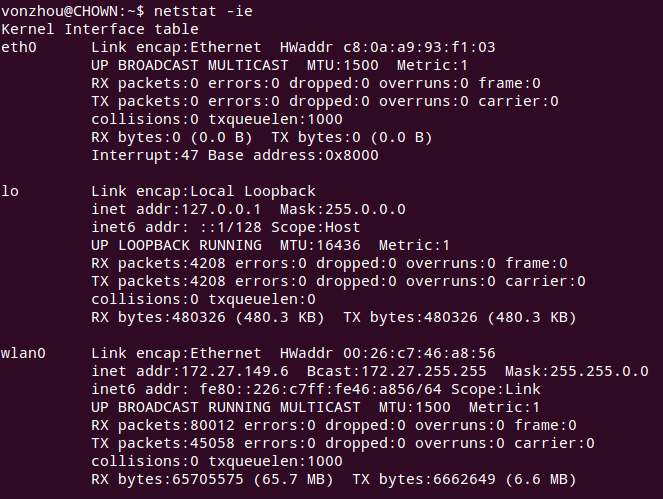 vonzhou@CHOWN:~$ netstat -ie
Kernel Interface table
eth0      Link encap:Ethernet  HWaddr c8:0a:a9:93:f1:03
          UP BROADCAST MULTICAST  MTU:1500  Metric:1
          RX packets:0 errors:0 dropped:0 overruns:0 frame:0
          TX packets:0 errors:0 dropped:0 overruns:0 carrier:0
          collisions:0 txqueuelen:1000
          RX bytes:0 (0.0 B)  TX bytes:0 (0.0 B)
          Interrupt:47 Base address:0x8000

lo        Link encap:Local Loopback
          inet addr:127.0.0.1  Mask:255.0.0.0
          inet6 addr: ::1/128 Scope:Host
          UP LOOPBACK RUNNING  MTU:16436  Metric:1
          RX packets:4208 errors:0 dropped:0 overruns:0 frame:0
          TX packets:4208 errors:0 dropped:0 overruns:0 carrier:0
          collisions:0 txqueuelen:0
          RX bytes:480326 (480.3 KB)  TX bytes:480326 (480.3 KB)

wlan0     Link encap:Ethernet  HWaddr 00:26:c7:46:a8:56
          inet addr:172.27.149.6  Bcast:172.27.255.255  Mask:255.255.0.0
          inet6 addr: fe80::226:c7ff:fe46:a856/64 Scope:Link
          UP BROADCAST RUNNING MULTICAST  MTU:1500  Metric:1
          RX packets:80012 errors:0 dropped:0 overruns:0 frame:0
          TX packets:45058 errors:0 dropped:0 overruns:0 carrier:0
          collisions:0 txqueuelen:1000
          RX bytes:65705575 (65.7 MB)  TX bytes:6662649 (6.6 MB)